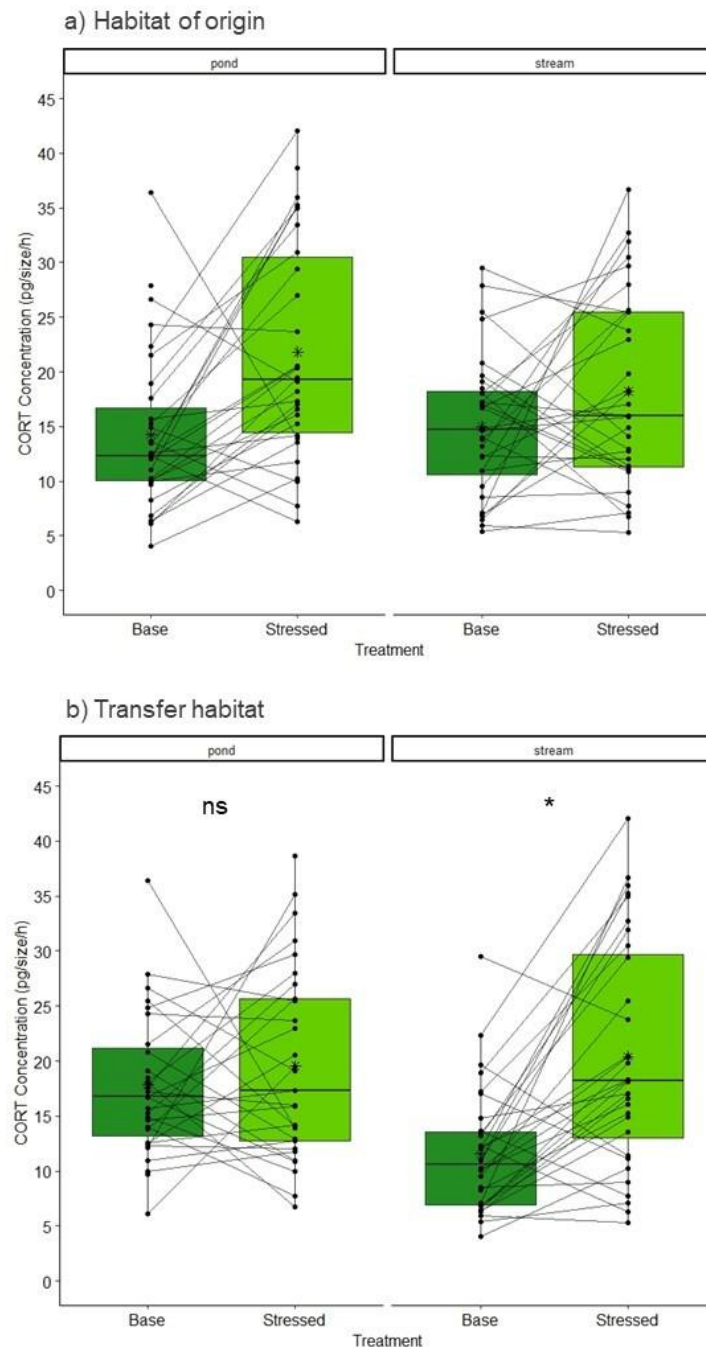 a) Habitat of origin
pond stream
CORT Concentration (pg/size/h)
45
40
35
30
25
20
15
10
5
0
Base Stressed Base Stressed
Treatment
b) Transfer habitat
pond stream
ns *
CORT Concentration (pg/size/h)
45
40
35
30
25
20
15
10
5
0
Base Stressed Base Stressed
Treatment